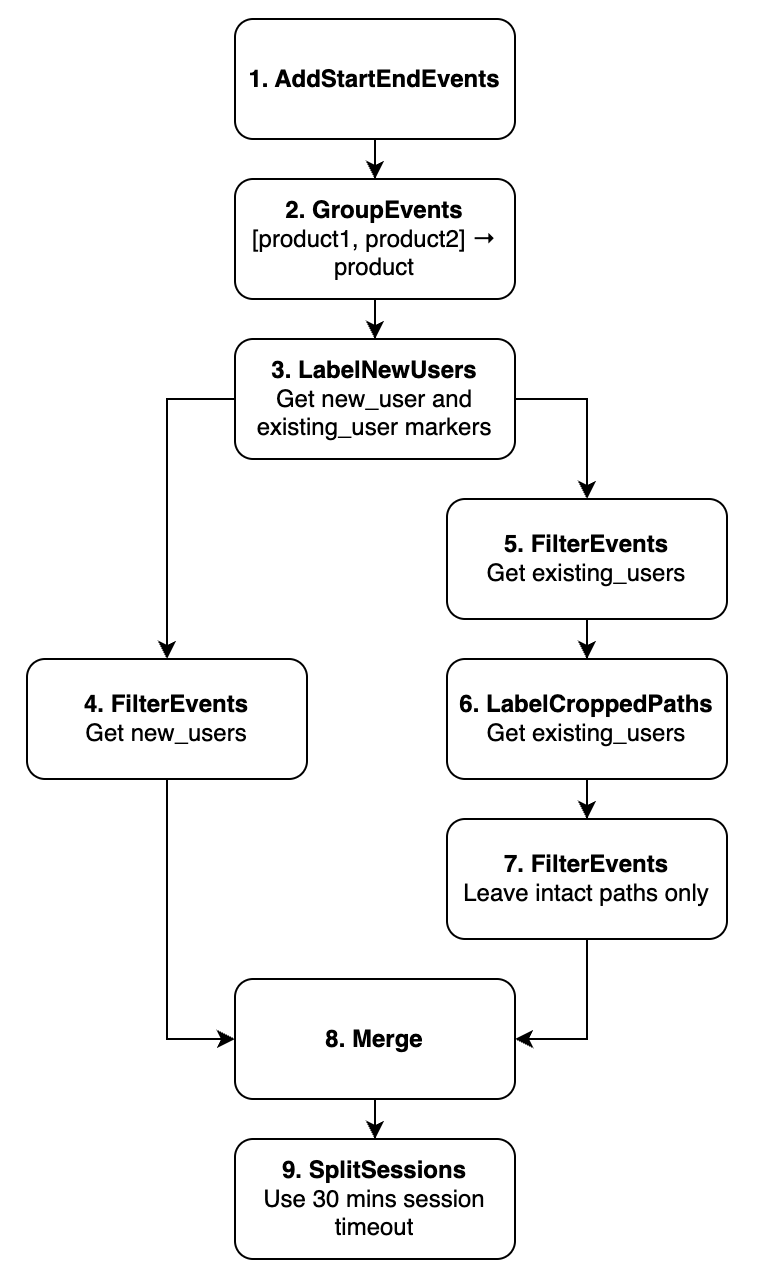 1. AddStartEndEvents
2. GroupEvents
[product1, product2] →
product
3. LabelNewUsers
Get new_user and
existing_user markers
5. FilterEvents
Get existing_users
4. FilterEvents
Get new_users
6. LabelCroppedPaths
Get existing_users
7. FilterEvents
Leave intact paths only
8. Merge
9. SplitSessions
Use 30 mins session
timeout